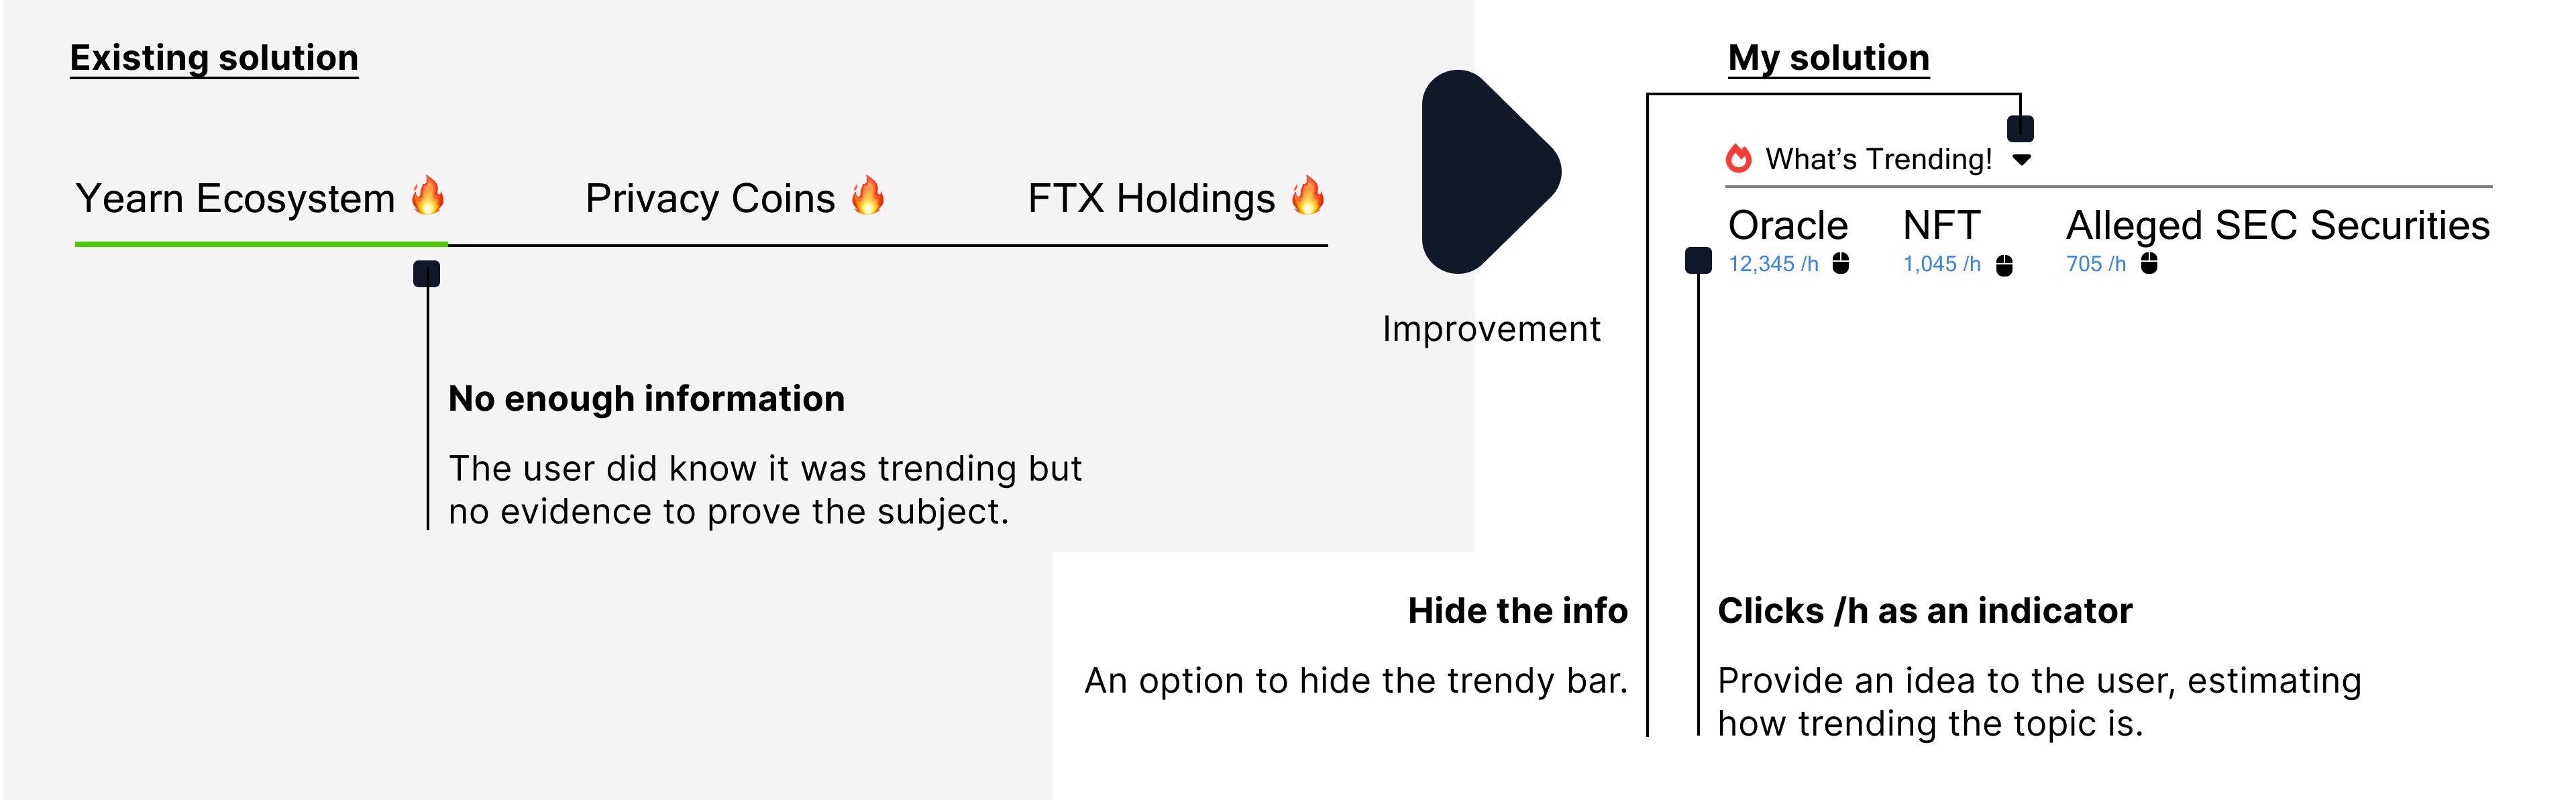 Existing solution
Yearn Ecosystem 🔥
Privacy Coins 🔥
FTX Holdings 🔥
No enough information
The user did know it was trending but
no evidence to prove the subject.
Improvement
My solution
What’s Trending!
Oracle
12,345 /h
NFT
1,045 /h
Alleged SEC Securities
705 /h
Hide the info
An option to hide the trendy bar.
Clicks /h as an indicator
Provide an idea to the user, estimating
how trending the topic is.